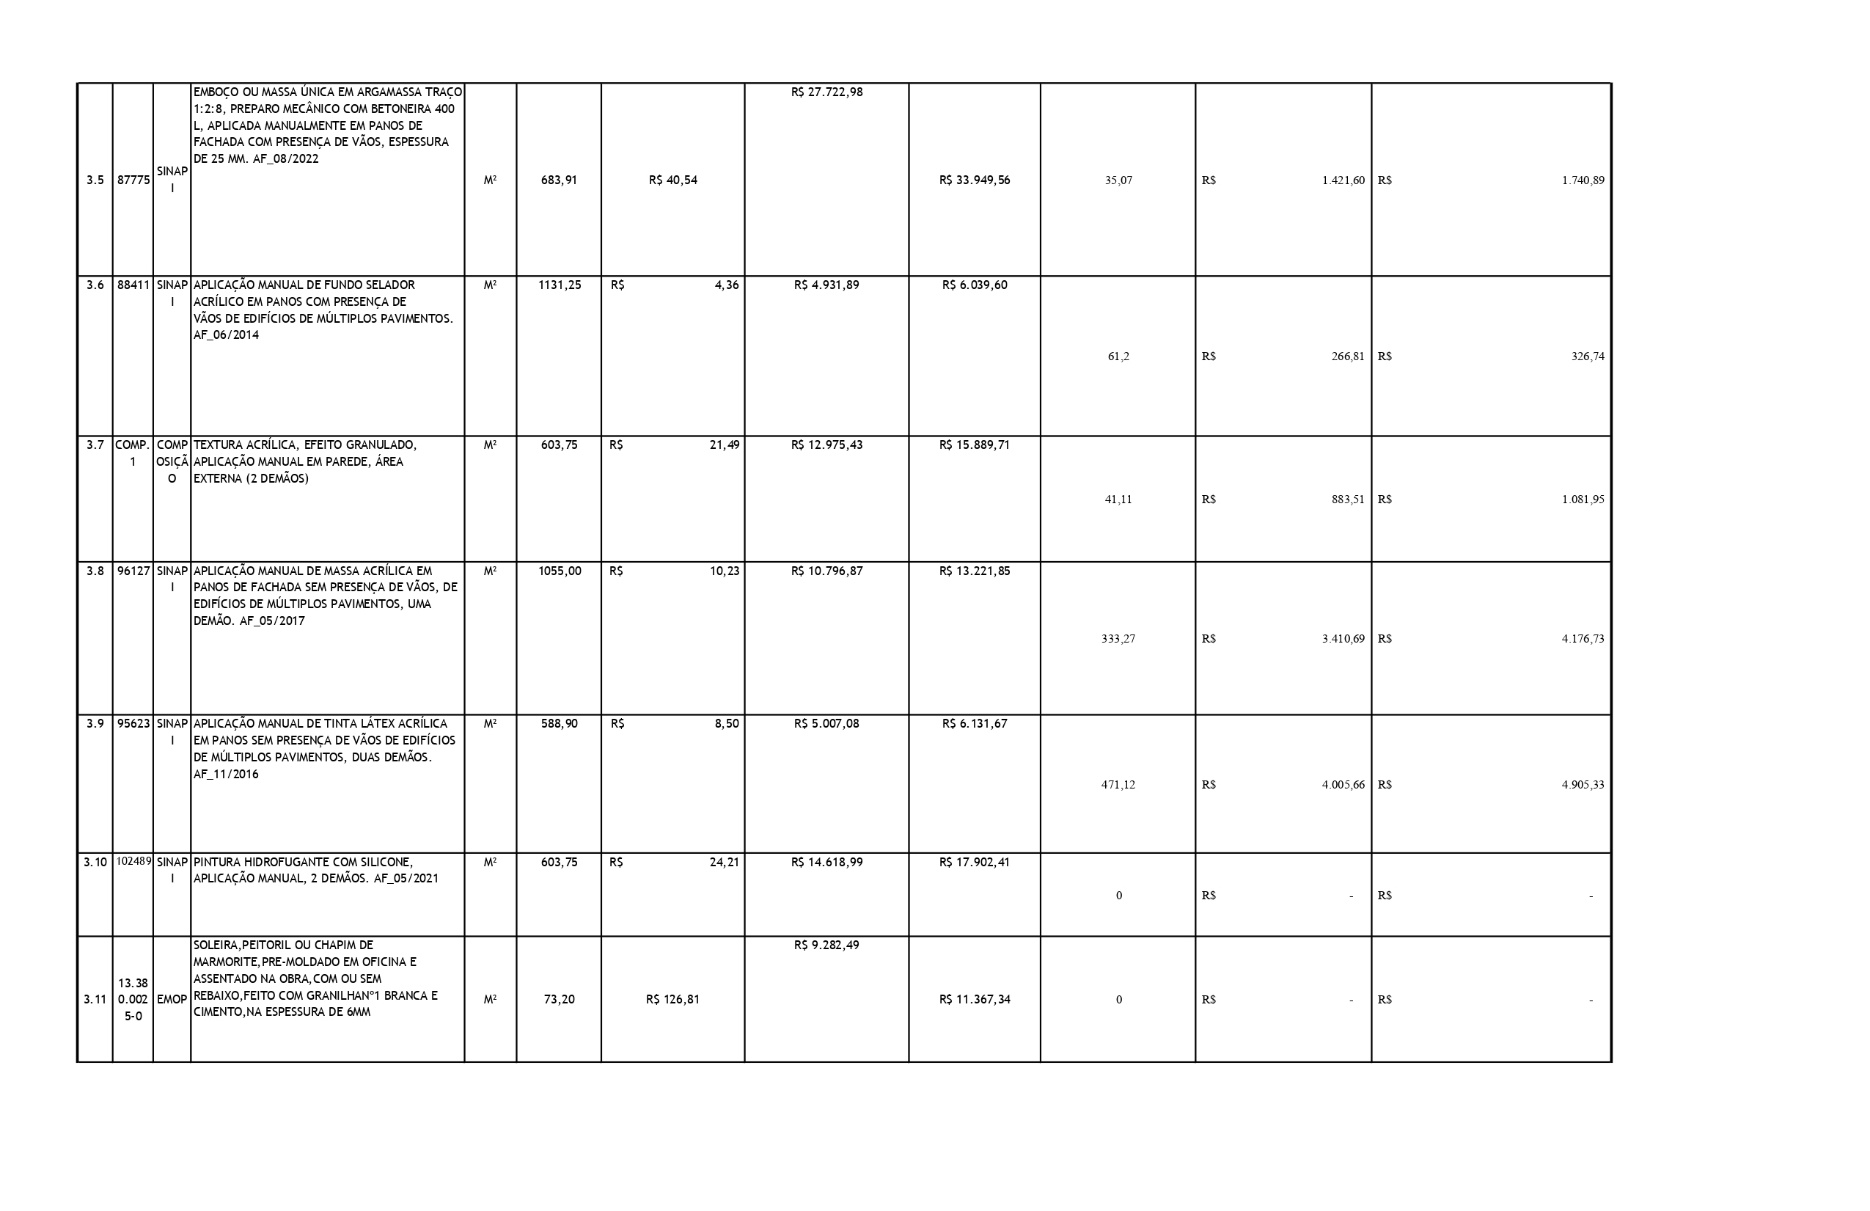 EMBOÇO OU MASSA ÚNICA EM ARGAMASSA TRAÇO
1:2:8, PREPARO MECÂNICO COM BETONEIRA 400
L, APLICADA MANUALMENTE EM PANOS DE
FACHADA COM PRESENÇA DE VÃOS, ESPESSURA
DE 25 MM. AF_08/2022
R$ 27.722,98
3.5 87775 SINAP
I
M² 683,91 R$ 40,54 R$ 33.949,56 35,07 R$ 1.421,60 R$ 1.740,89
3.6 88411 SINAP
I
APLICAÇÃO MANUAL DE FUNDO SELADOR
ACRÍLICO EM PANOS COM PRESENÇA DE
VÃOS DE EDIFÍCIOS DE MÚLTIPLOS PAVIMENTOS.
AF_06/2014
M² 1131,25 R$ 4,36 R$ 4.931,89 R$ 6.039,60
61,2 R$ 266,81 R$ 326,74
3.7 COMP.
1
COMP
OSIÇÃ
O
TEXTURA ACRÍLICA, EFEITO GRANULADO,
APLICAÇÃO MANUAL EM PAREDE, ÁREA
EXTERNA (2 DEMÃOS)
M² 603,75 R$ 21,49 R$ 12.975,43 R$ 15.889,71
41,11 R$ 883,51 R$ 1.081,95
3.8 96127 SINAP
I
APLICAÇÃO MANUAL DE MASSA ACRÍLICA EM
PANOS DE FACHADA SEM PRESENÇA DE VÃOS, DE
EDIFÍCIOS DE MÚLTIPLOS PAVIMENTOS, UMA
DEMÃO. AF_05/2017
M² 1055,00 R$ 10,23 R$ 10.796,87 R$ 13.221,85
333,27 R$ 3.410,69 R$ 4.176,73
3.9 95623 SINAP
I
APLICAÇÃO MANUAL DE TINTA LÁTEX ACRÍLICA
EM PANOS SEM PRESENÇA DE VÃOS DE EDIFÍCIOS
DE MÚLTIPLOS PAVIMENTOS, DUAS DEMÃOS.
AF_11/2016
M² 588,90 R$ 8,50 R$ 5.007,08 R$ 6.131,67
471,12 R$ 4.005,66 R$ 4.905,33
3.10 102489 SINAP
I
PINTURA HIDROFUGANTE COM SILICONE,
APLICAÇÃO MANUAL, 2 DEMÃOS. AF_05/2021
M² 603,75 R$ 24,21 R$ 14.618,99 R$ 17.902,41
0 R$ - R$ -
3.11 13.38
0.002
5-0
EMOP
SOLEIRA,PEITORIL OU CHAPIM DE
MARMORITE,PRE-MOLDADO EM OFICINA E
ASSENTADO NA OBRA,COM OU SEM
REBAIXO,FEITO COM GRANILHANº1 BRANCA E
CIMENTO,NA ESPESSURA DE 6MM
M² 73,20 R$ 126,81 R$ 9.282,49 R$ 11.367,34 0 R$ - R$ -